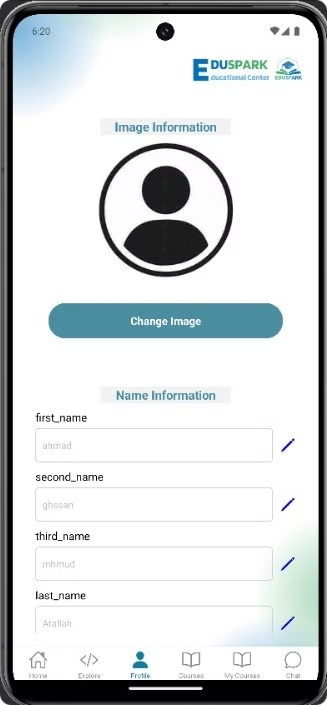 6:20
EDUSPARK
Educational Center
EDUSPARK
Image Information
Change Image
Name Information
first_name
ahmad
second_name
ghssan
third_name
mhmud
last_name
Atallah
Home
Explore
Profile
Courses
My Courses
Chat